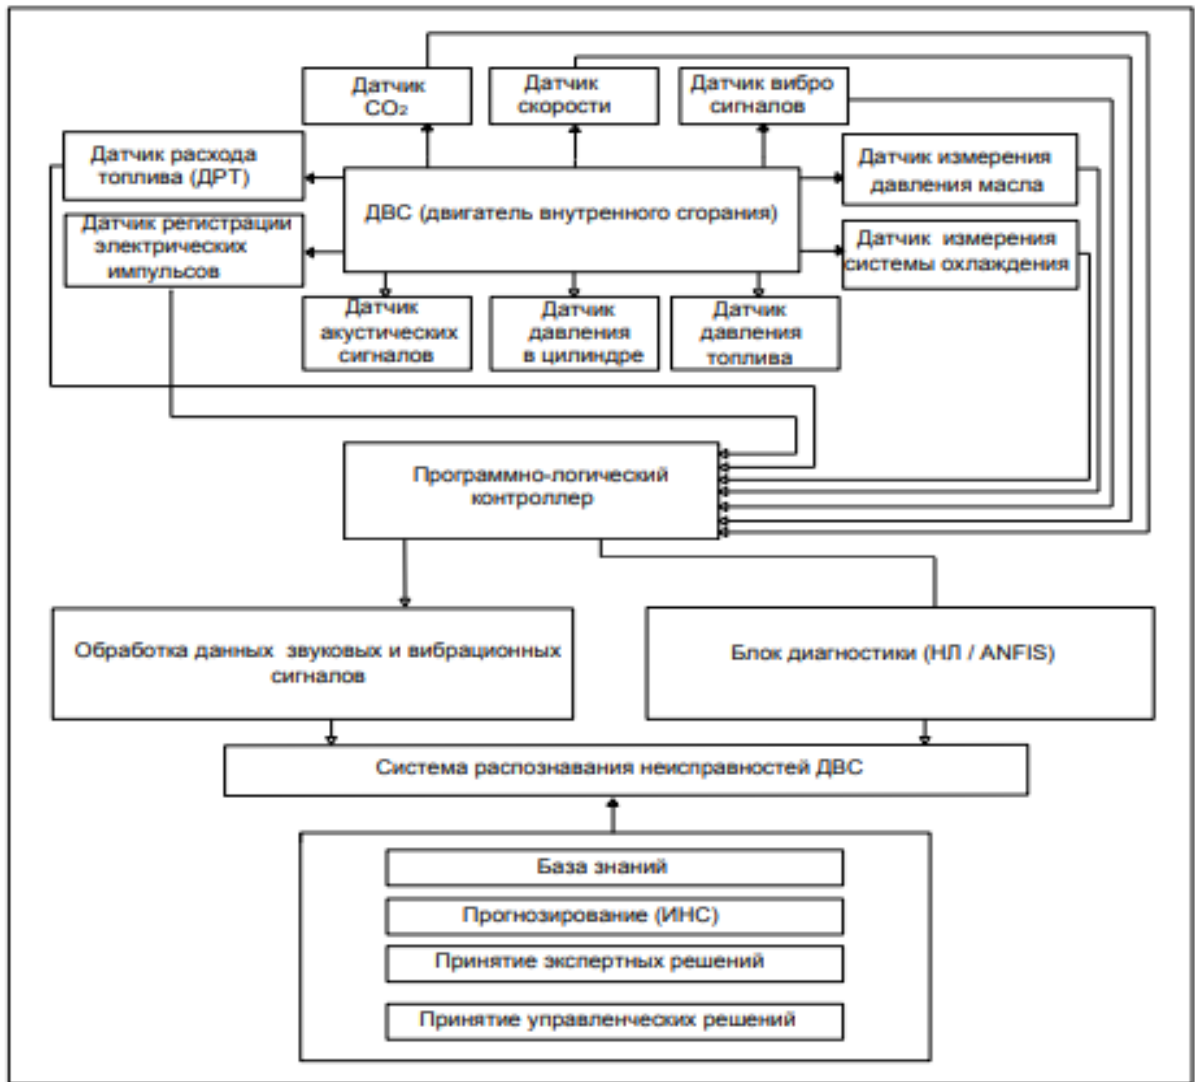 Датчик
CO₂
Датчик
скорости
Датчик вибро
сигналов
Датчик расхода
топлива (ДРТ)
Датчик измерения
давления масла
ДВС (двигатель внутренного сгорания)
Датчик регистрации
электрических
импульсов
Датчик измерения
системы охлаждения
Датчик
акустических
сигналов
Датчик
давления
в цилиндре
Датчик
давления
топлива
Программно-логический
контроллер
Обработка данных звуковых и вибрационных
сигналов
Блок диагностики (НЛ / ANFIS)
Система распознавания неисправностей ДВС
База знаний
Прогнозирование (ИНС)
Принятие экспертных решений
Принятие управленческих решений